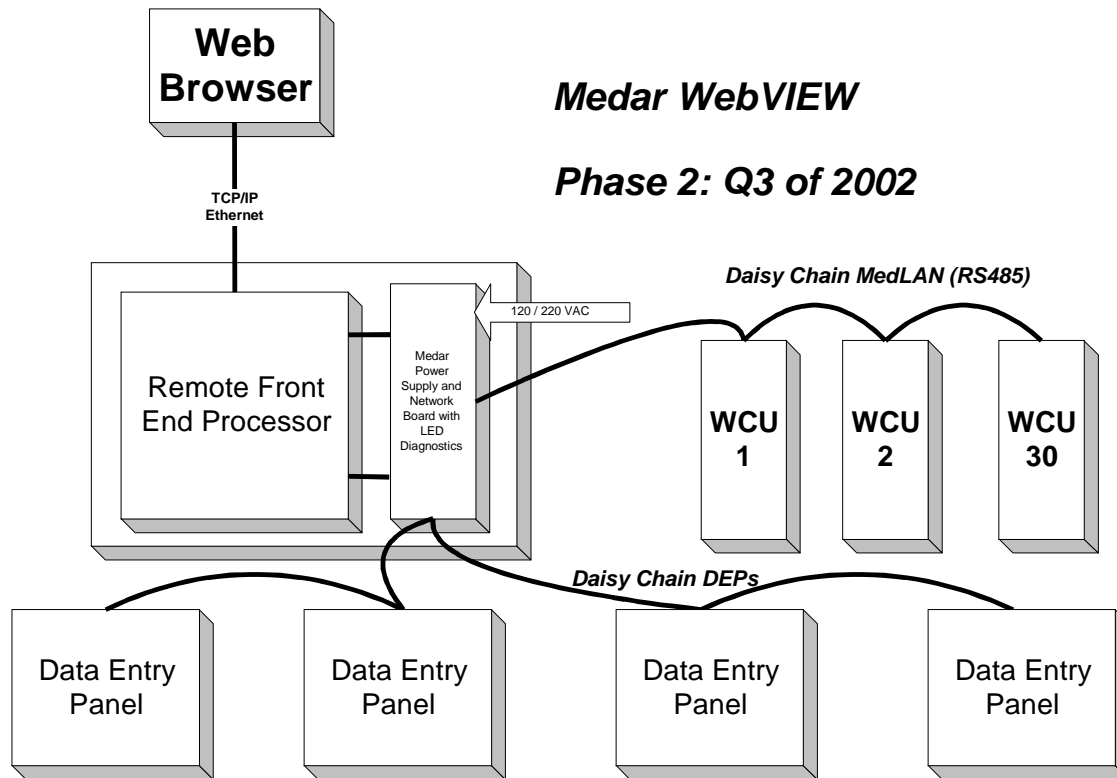 Web
Browser
Medar WebVIEW
Phase 2: Q3 of 2002
TCP/IP
Ethernet
Daisy Chain MedLAN (RS485)
120 / 220 VAC
Remote Front
End Processor
Medar
Power
Supply and
Network
Board with
LED
Diagnostics
WCU
1
WCU
2
WCU
30
Daisy Chain DEPs
Data Entry
Panel
Data Entry
Panel
Data Entry
Panel
Data Entry
Panel